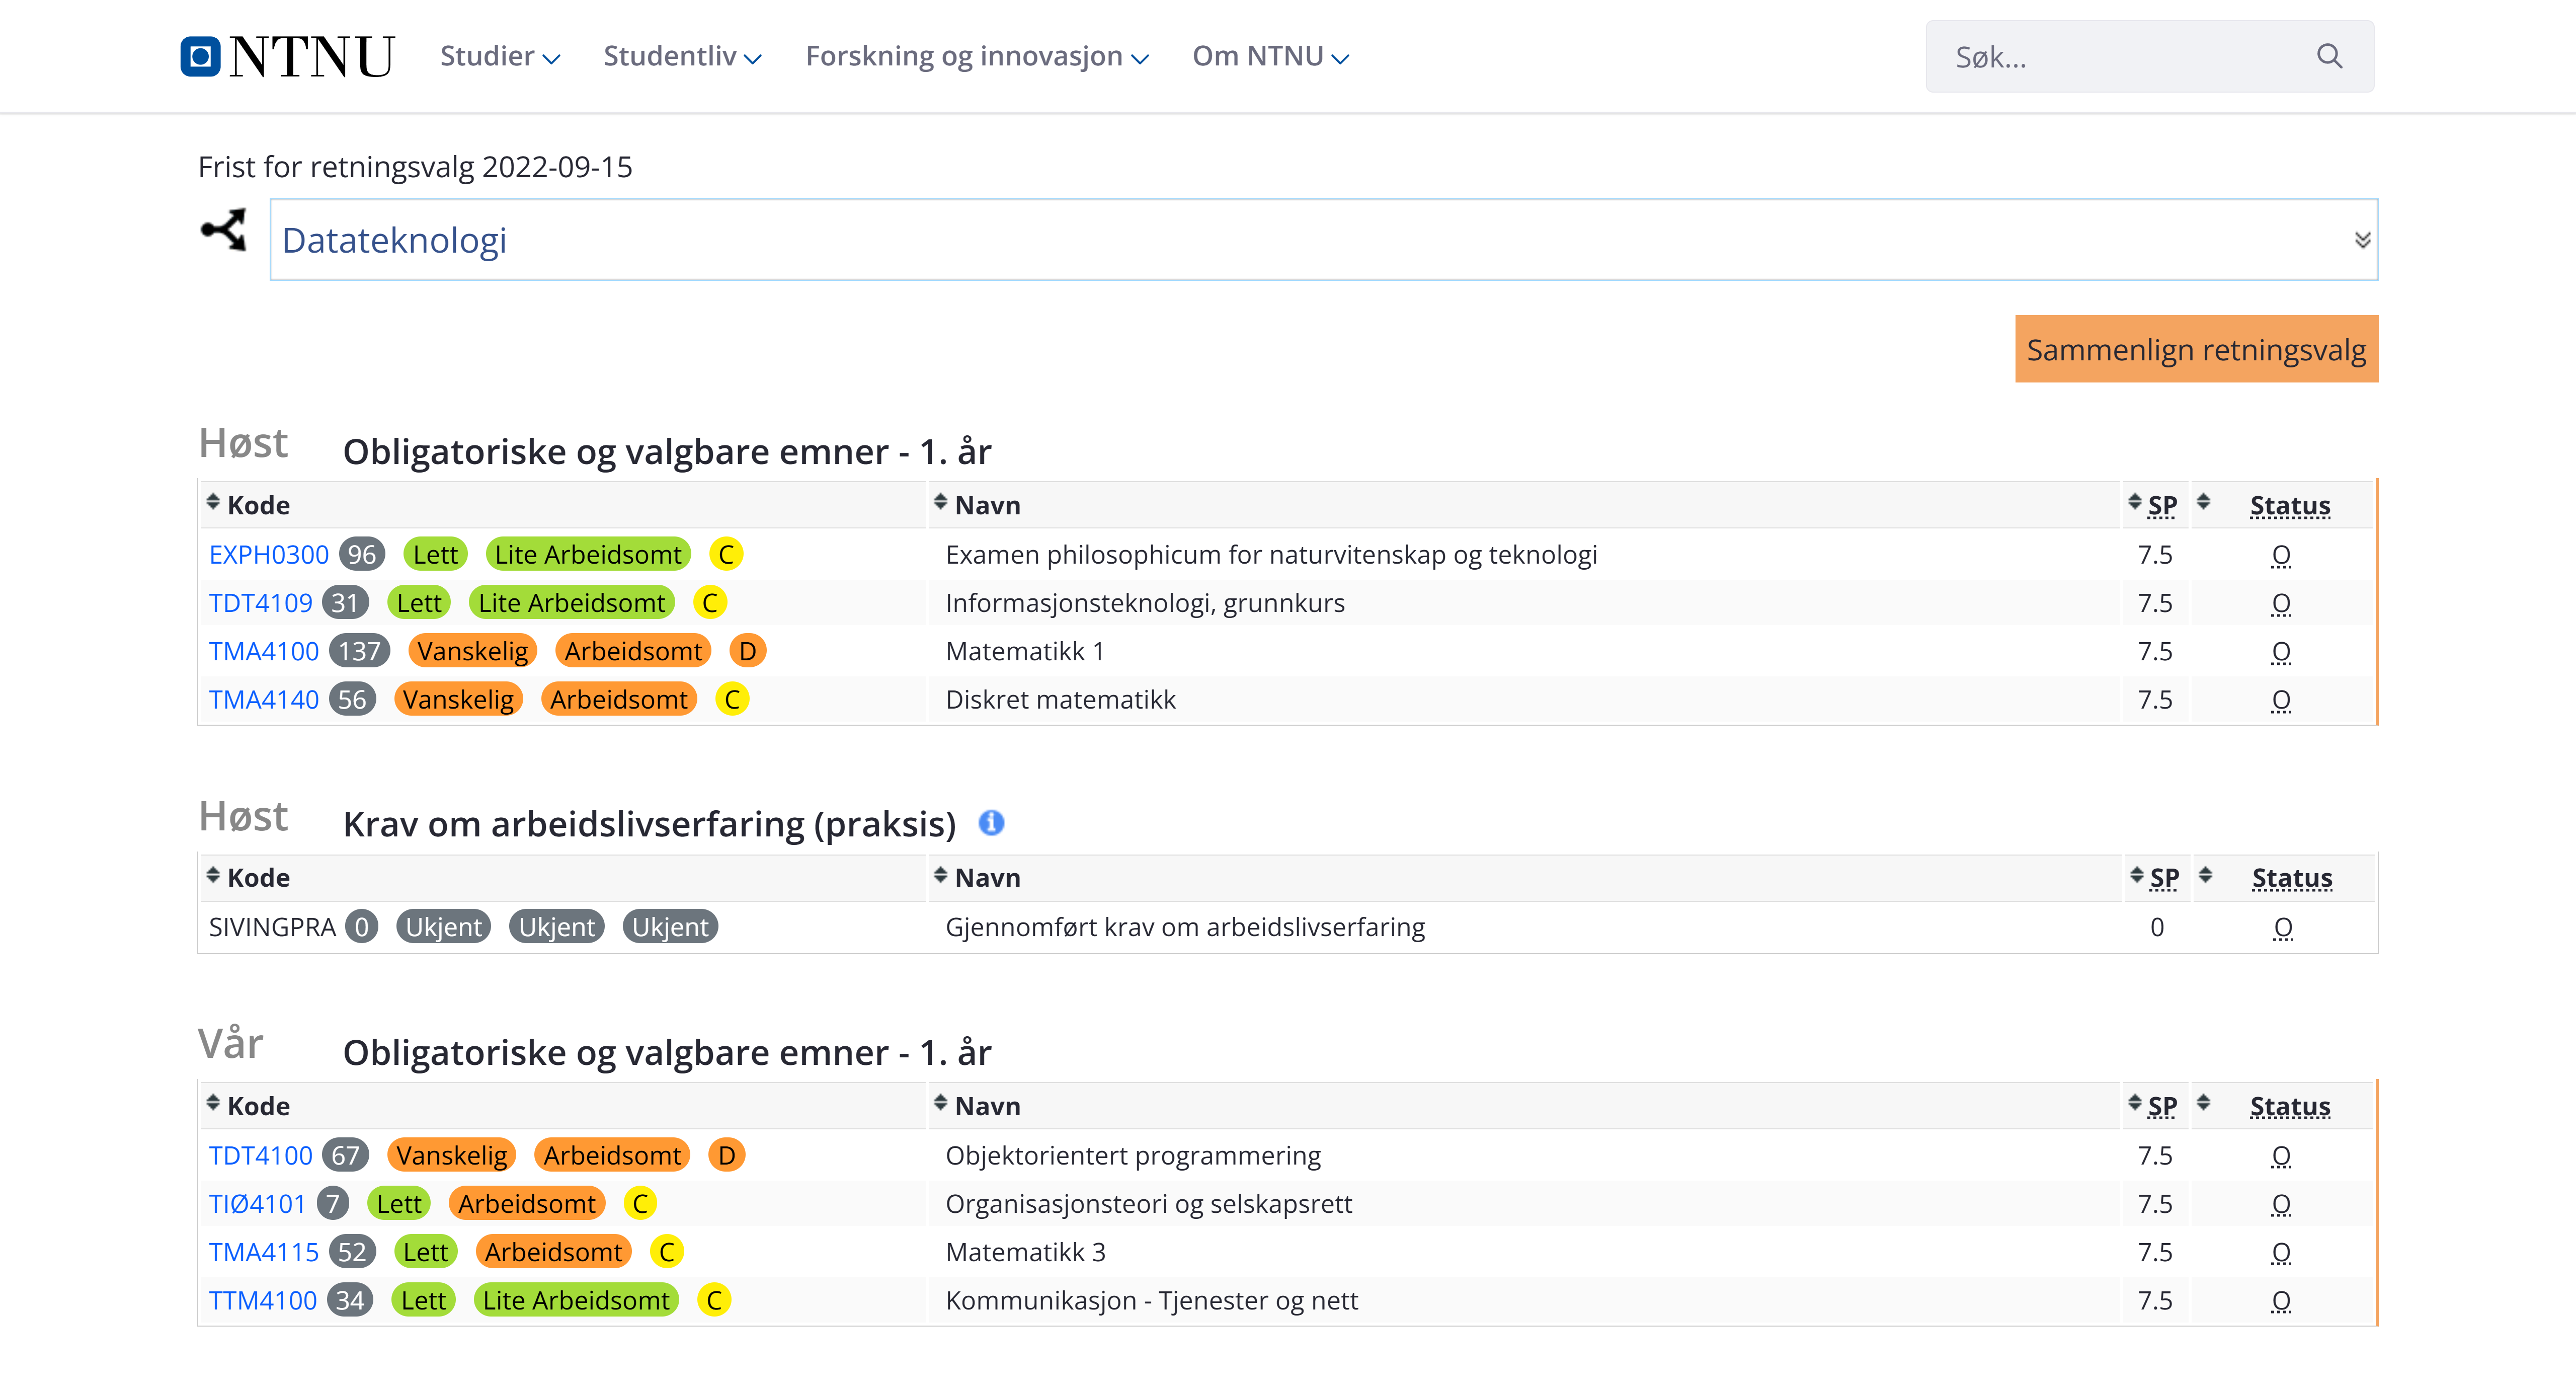 NTNU Studier Studentliv Forskning og innovasjon Om NTNU Søk...
Frist for retningsvalg 2022-09-15
Datateknologi
Sammenlign retningsvalg
Høst Obligatoriske og valgbare emner - 1. år
Kode Navn SP Status
EXPH0300 96 Lett Lite Arbeidsomt C Examen philosophicum for naturvitenskap og teknologi 7.5 O
TDT4109 31 Lett Lite Arbeidsomt C Informasjonsteknologi, grunnkurs 7.5 O
TMA4100 137 Vanskelig Arbeidsomt D Matematikk 1 7.5 O
TMA4140 56 Vanskelig Arbeidsomt C Diskret matematikk 7.5 O
Høst Krav om arbeidslivserfaring (praksis) i
Kode Navn SP Status
SIVINGPRA 0 Ukjent Ukjent Ukjent Gjennomført krav om arbeidslivserfaring 0 O
Vår Obligatoriske og valgbare emner - 1. år
Kode Navn SP Status
TDT4100 67 Vanskelig Arbeidsomt D Objektorientert programmering 7.5 O
TIØ4101 7 Lett Arbeidsomt C Organisasjonsteori og selskapsrett 7.5 O
TMA4115 52 Lett Arbeidsomt C Matematikk 3 7.5 O
TTM4100 34 Lett Lite Arbeidsomt C Kommunikasjon - Tjenester og nett 7.5 O